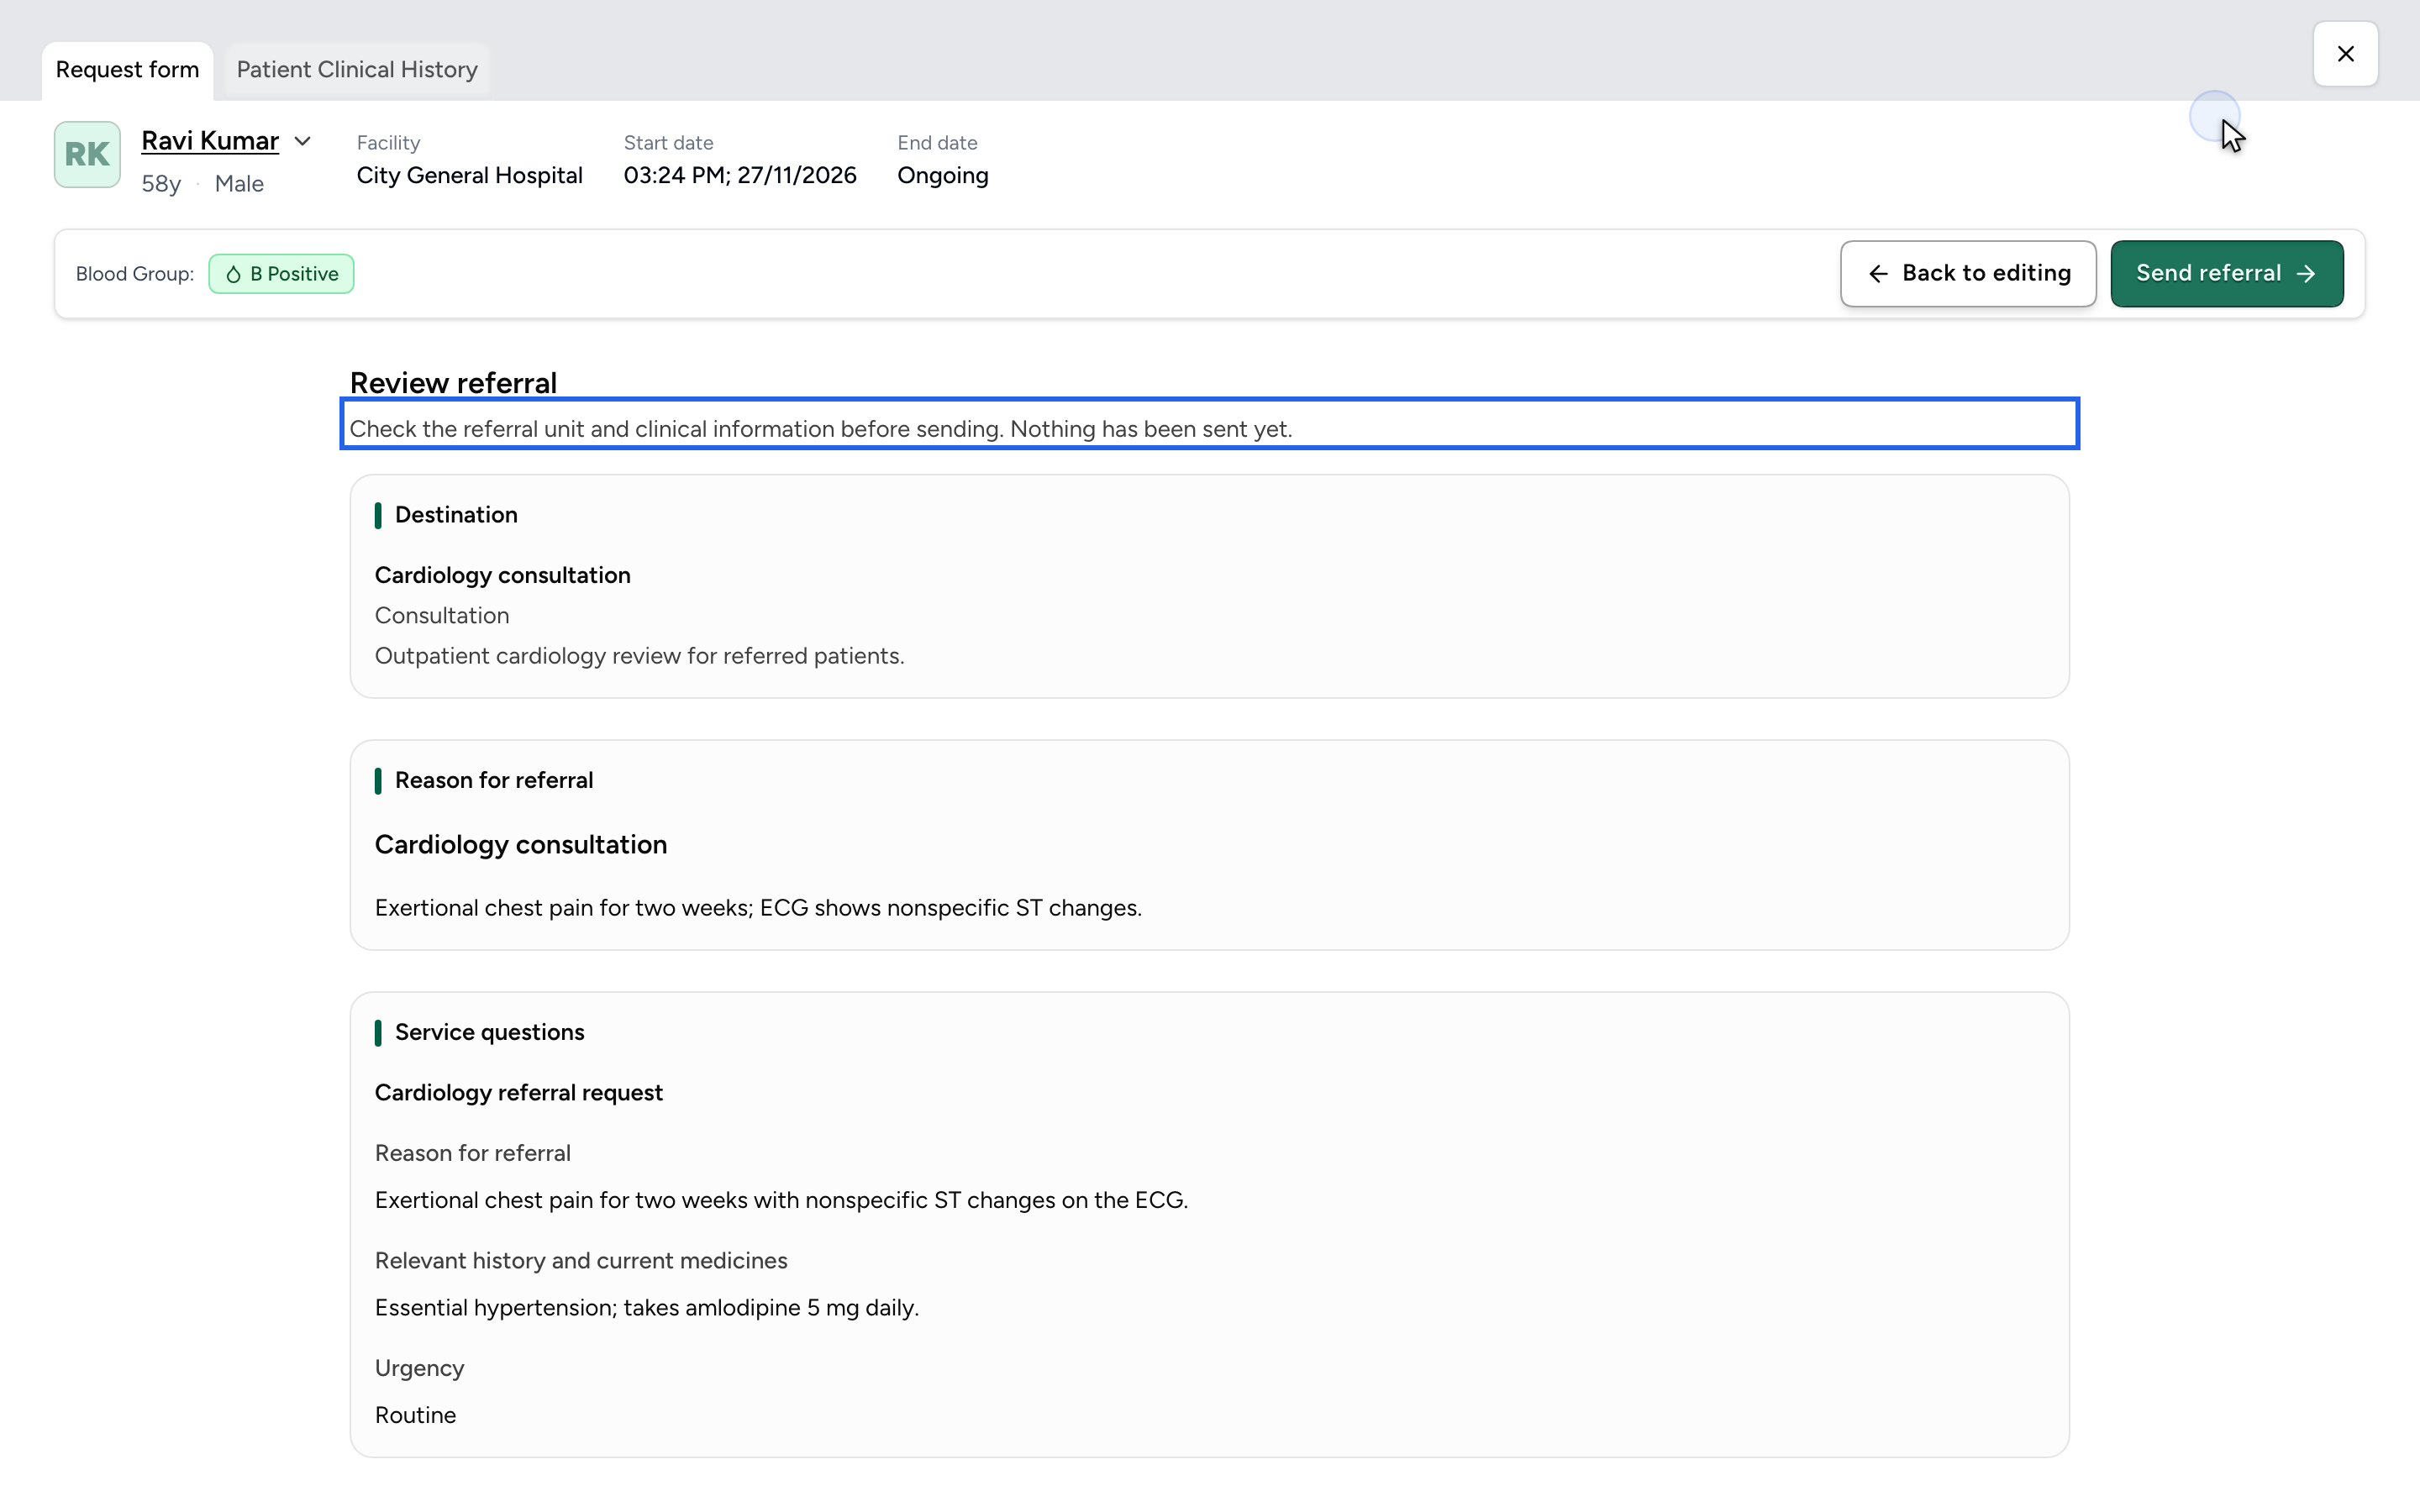 Request form
Patient Clinical History
RK
Ravi Kumar
58y · Male
Facility
City General Hospital
Start date
03:24 PM; 27/11/2026
End date
Ongoing
Blood Group:
B Positive
Back to editing
Send referral
Review referral
Check the referral unit and clinical information before sending. Nothing has been sent yet.
Destination
Cardiology consultation
Consultation
Outpatient cardiology review for referred patients.
Reason for referral
Cardiology consultation
Exertional chest pain for two weeks; ECG shows nonspecific ST changes.
Service questions
Cardiology referral request
Reason for referral
Exertional chest pain for two weeks with nonspecific ST changes on the ECG.
Relevant history and current medicines
Essential hypertension; takes amlodipine 5 mg daily.
Urgency
Routine